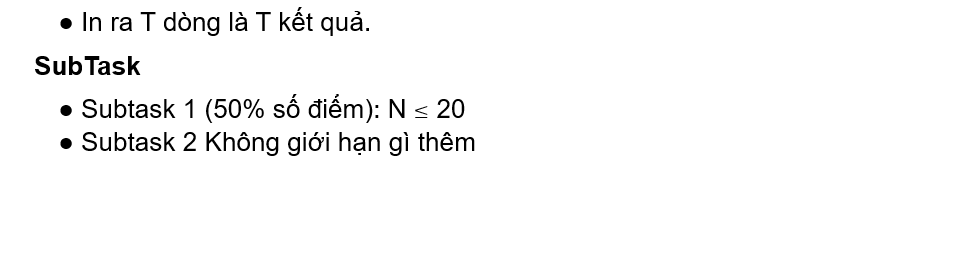 ● In ra T dòng là T kết quả.
SubTask
● Subtask 1 (50% số điểm): N ≤ 20
● Subtask 2 Không giới hạn gì thêm